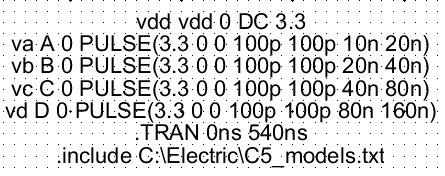 vdd vdd 0 DC 3.3
va A 0 PULSE(3.3 0 0 100p 100p 10n 20n)
vb B 0 PULSE(3.3 0 0 100p 100p 20n 40n)
vc C 0 PULSE(3.3 0 0 100p 100p 40n 80n)
vd D 0 PULSE(3.3 0 0 100p 100p 80n 160n)
.TRAN 0ns 540ns
.include C:\Electric\C5_models.txt